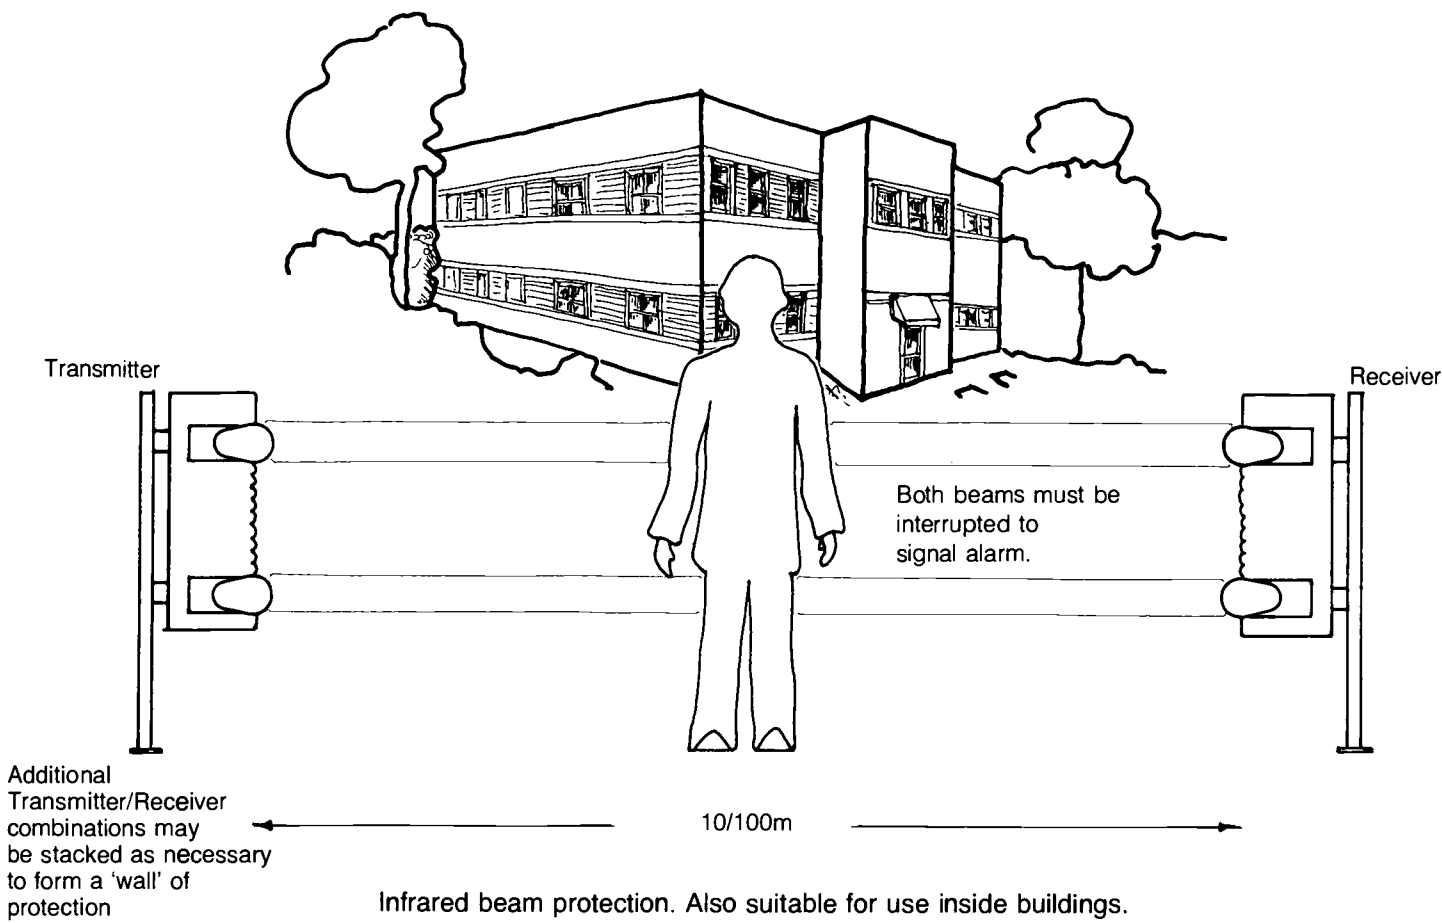 Transmitter
Receiver
Both beams must be
interrupted to
signal alarm.
Additional
Transmitter/Receiver
combinations may
be stacked as necessary
to form a 'wall' of
protection
10/100m
Infrared beam protection. Also suitable for use inside buildings.